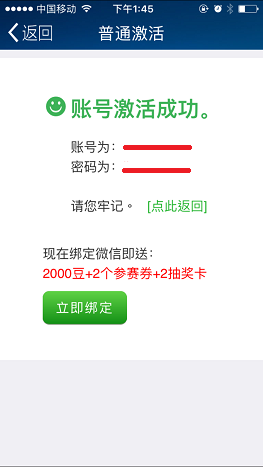 中国移动 下午1:45
返回 普通激活
账号激活成功。
账号为：
密码为：
请您牢记。 [点此返回]
现在绑定微信即送：
2000豆+2个参赛券+2抽奖卡
立即绑定